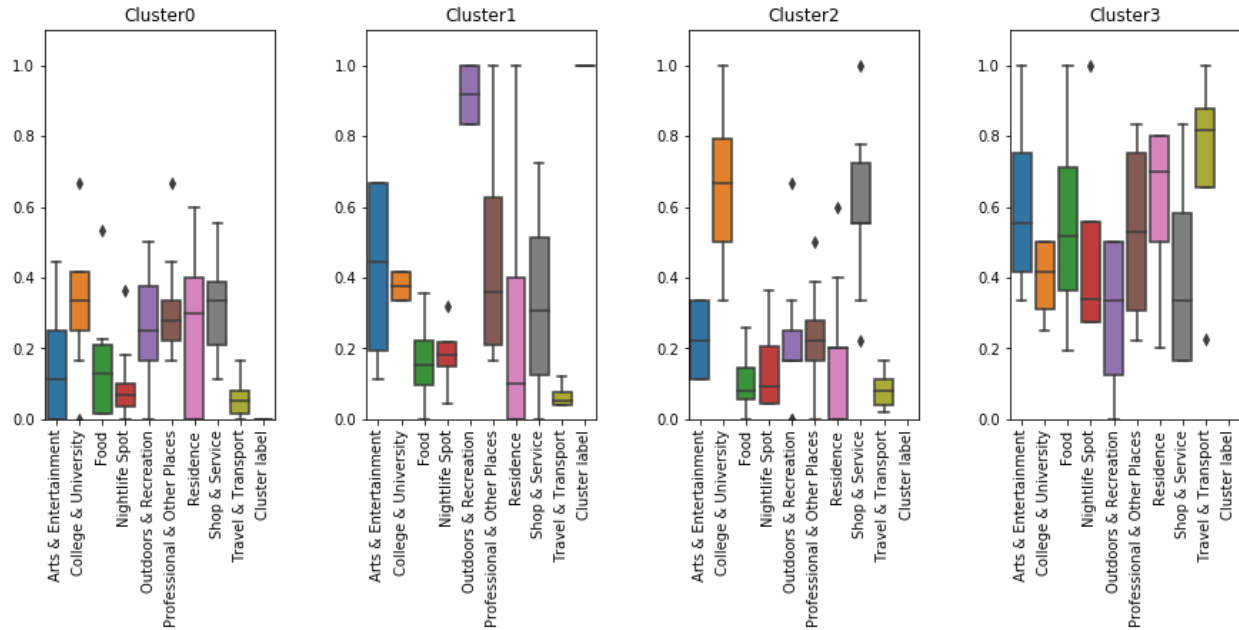 Cluster0
1.0
0.8
0.6
0.4
0.2
0.0
Arts & Entertainment
College & University
Food
Nightlife Spot
Outdoors & Recreation
Professional & Other Places
Residence
Shop & Service
Travel & Transport
Cluster label
Cluster1
1.0
0.8
0.6
0.4
0.2
0.0
Arts & Entertainment
College & University
Food
Nightlife Spot
Outdoors & Recreation
Professional & Other Places
Residence
Shop & Service
Travel & Transport
Cluster label
Cluster2
1.0
0.8
0.6
0.4
0.2
0.0
Arts & Entertainment
College & University
Food
Nightlife Spot
Outdoors & Recreation
Professional & Other Places
Residence
Shop & Service
Travel & Transport
Cluster label
Cluster3
1.0
0.8
0.6
0.4
0.2
0.0
Arts & Entertainment
College & University
Food
Nightlife Spot
Outdoors & Recreation
Professional & Other Places
Residence
Shop & Service
Travel & Transport
Cluster label